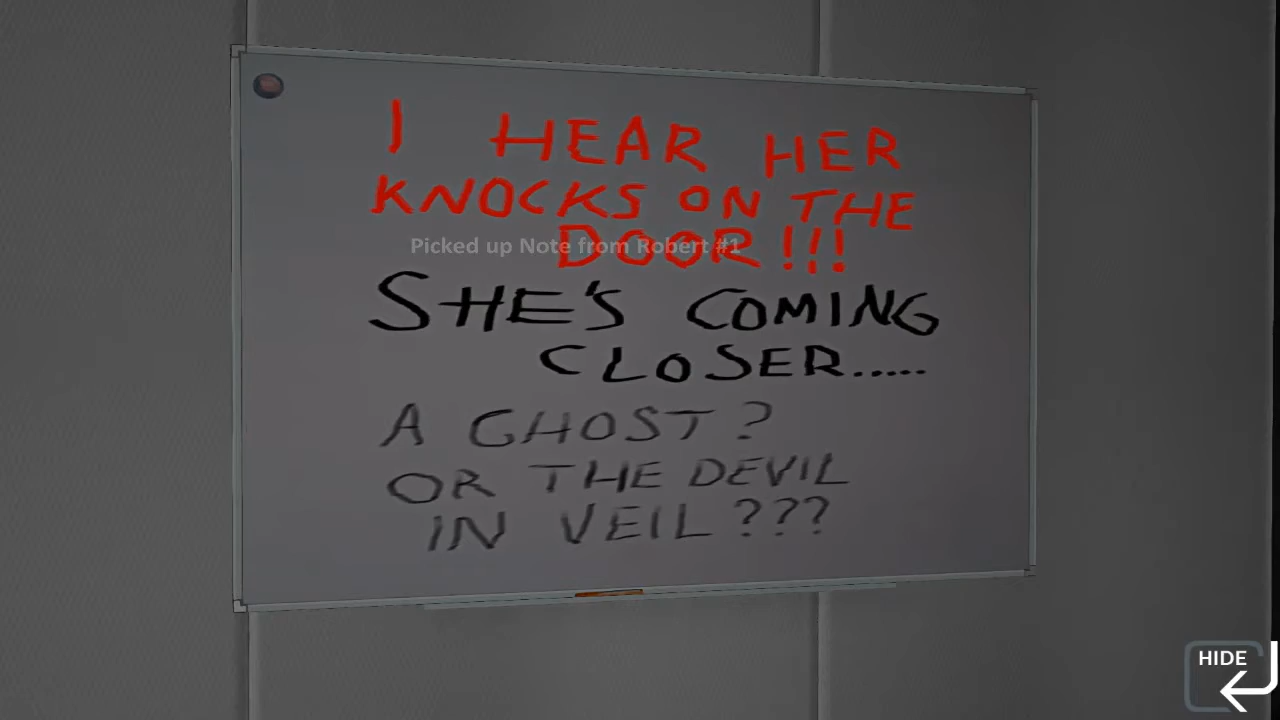 I HEAR HER
KNOCKS ON THE
DOOR!!!
Picked up Note from Robert #1
SHE'S COMING
CLOSER.....
A GHOST?
OR THE DEVIL
IN VEIL???
HIDE